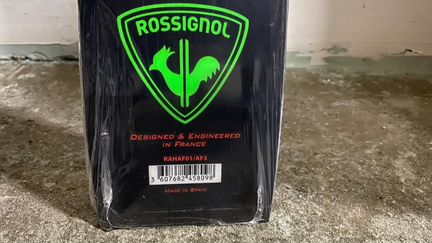 ROSSIGNOL
DESIGNED & ENGINEERED
IN FRANCE
RAHAF01/AF3
3 607682 458098
MADE IN SPAIN